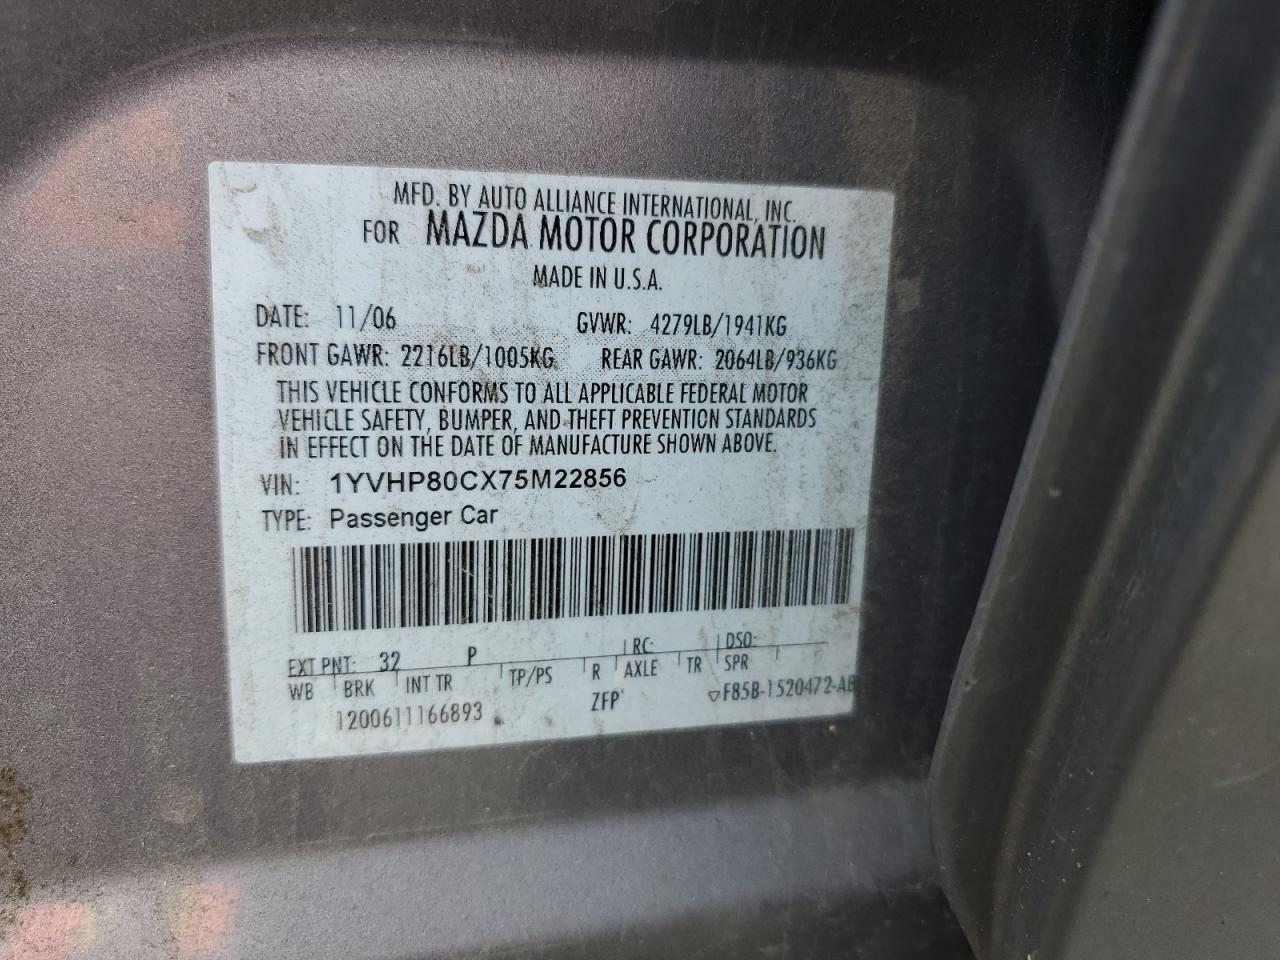 MFD. BY AUTO ALLIANCE INTERNATIONAL, INC.
FOR MAZDA MOTOR CORPORATION
MADE IN U.S.A.
DATE: 11/06 GVWR: 4279LB/1941KG
FRONT GAWR: 2216LB/1005KG REAR GAWR: 2064LB/936KG
THIS VEHICLE CONFORMS TO ALL APPLICABLE FEDERAL MOTOR
VEHICLE SAFETY, BUMPER, AND THEFT PREVENTION STANDARDS
IN EFFECT ON THE DATE OF MANUFACTURE SHOWN ABOVE.
VIN: 1YVHP80CX75M22856
TYPE: Passenger Car
EXT PNT: 32 P RC: DSO:
WB BRK INT TR TP/PS R AXLE TR SPR
1200611166893 ZFP ▽F85B-1520472-AB